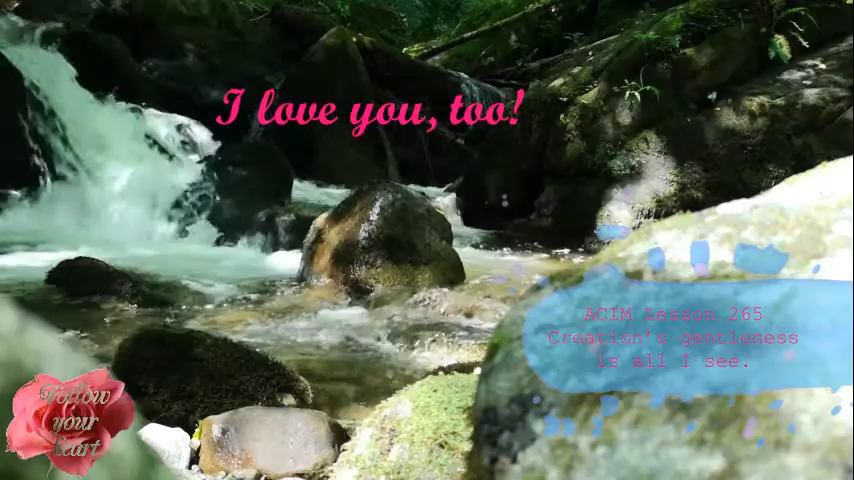 I love you, too!
ACIM Lesson 265
Creation's gentleness
is all I see.
Follow
your
heart